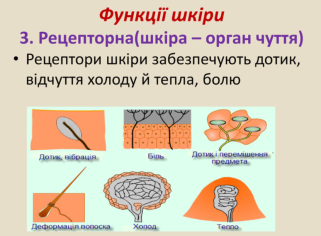 Функції шкіри
3. Рецепторна(шкіра – орган чуття)
• Рецептори шкіри забезпечують дотик,
відчуття холоду й тепла, болю
Дотик, вібрація.
Біль.
Дотик і переміщення
предмета.
Деформація волоска.
Холод.
Тепло.